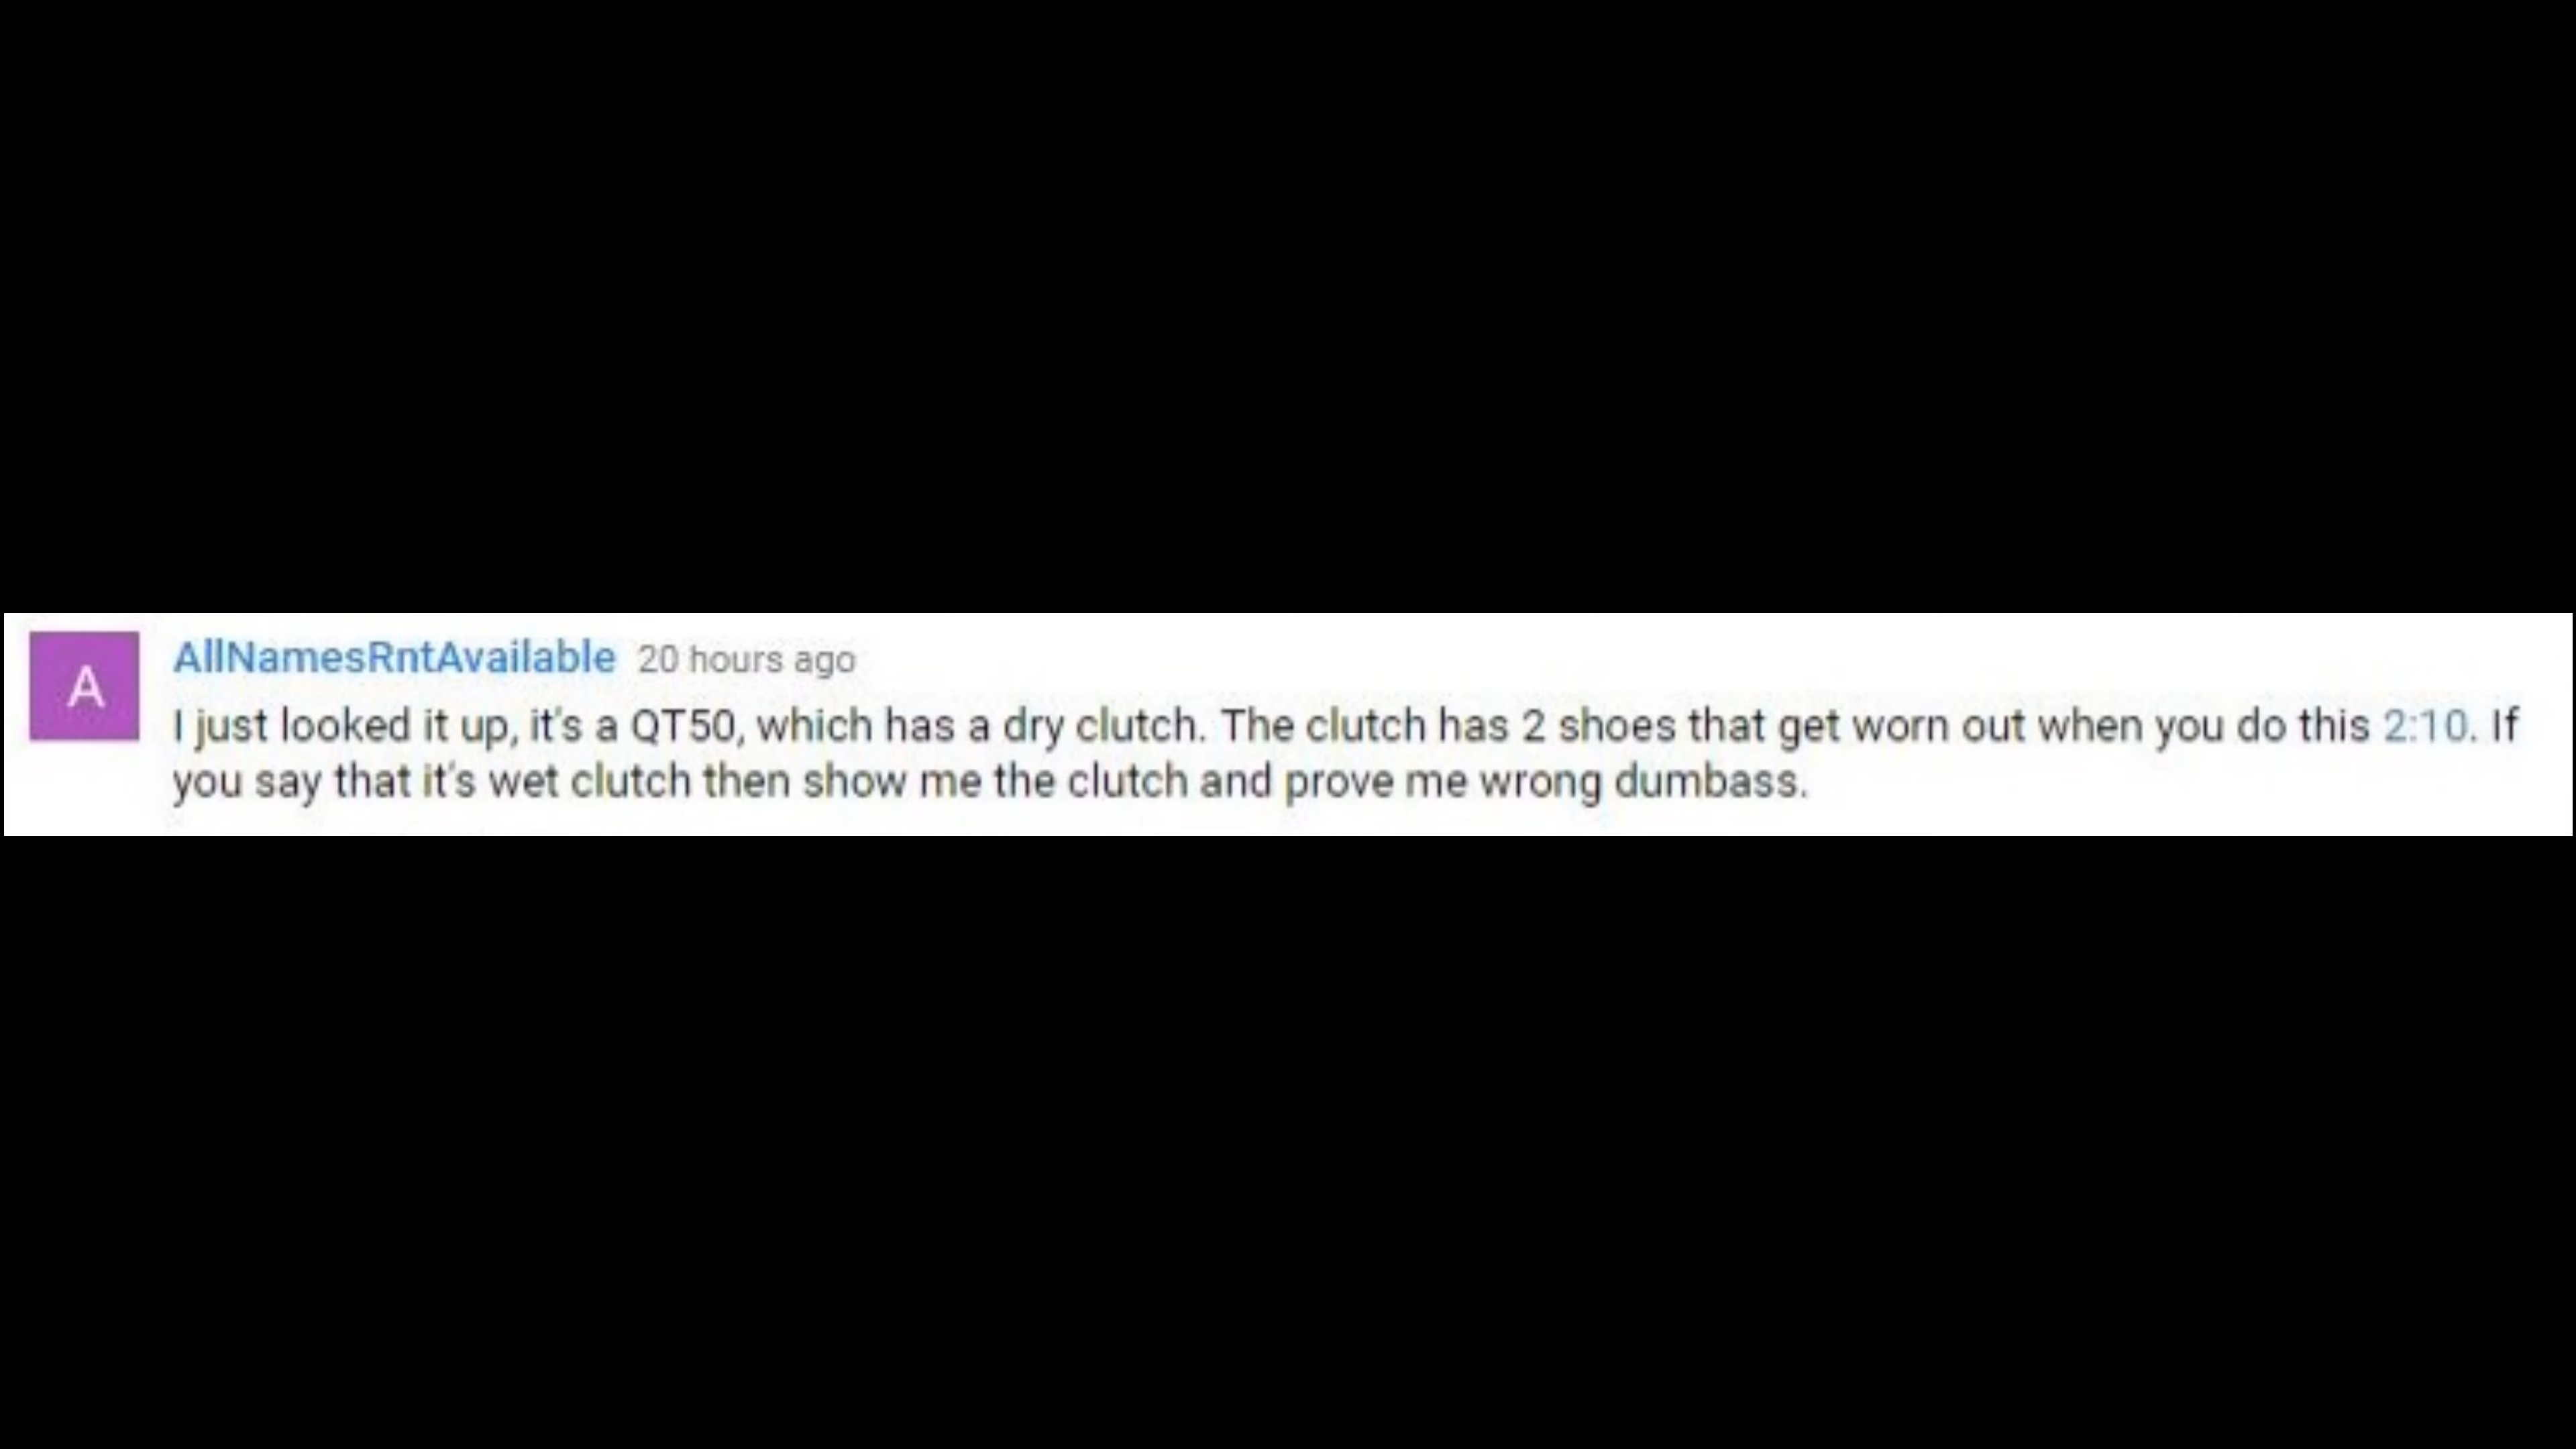 A
AllNamesRntAvailable 20 hours ago
I just looked it up, it's a QT50, which has a dry clutch. The clutch has 2 shoes that get worn out when you do this 2:10. If
you say that it's wet clutch then show me the clutch and prove me wrong dumbass.